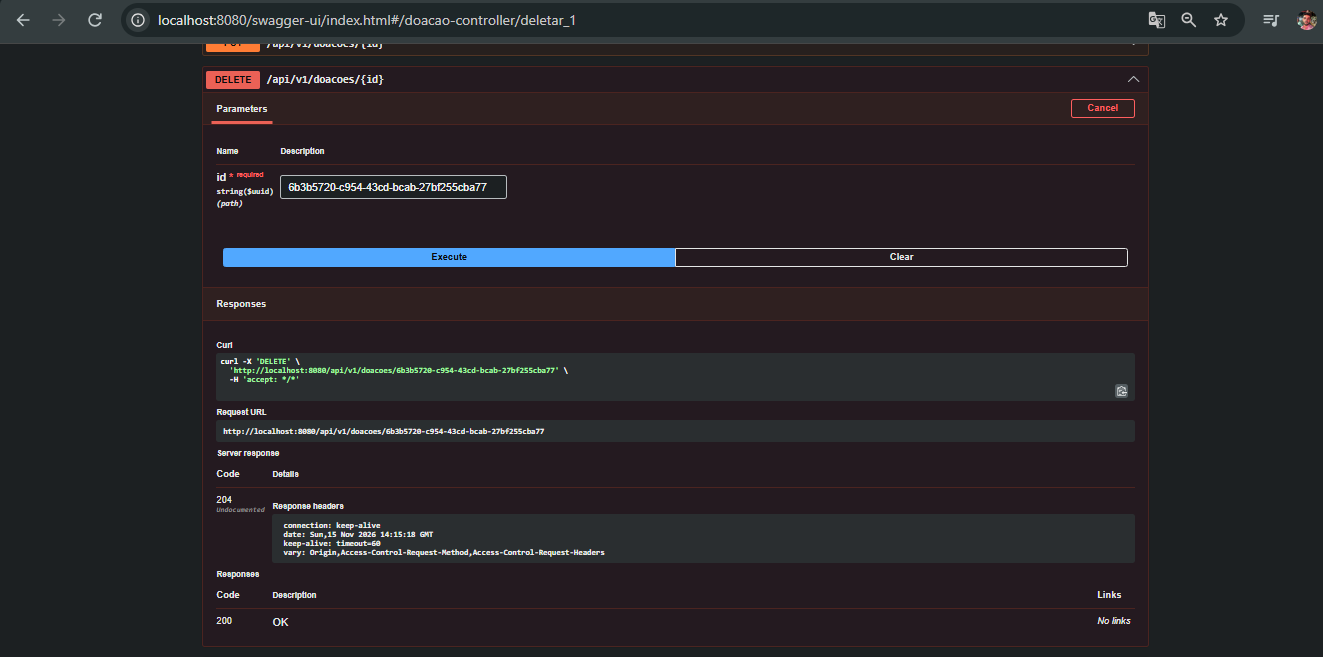 localhost:8080/swagger-ui/index.html#/doacao-controller/deletar_1
PUT /api/v1/doacoes/{id}
DELETE /api/v1/doacoes/{id}
Parameters Cancel
Name Description
id * required
string($uuid)
(path)
6b3b5720-c954-43cd-bcab-27bf255cba77
Execute Clear
Responses
Curl
curl -X 'DELETE' \
'http://localhost:8080/api/v1/doacoes/6b3b5720-c954-43cd-bcab-27bf255cba77' \
-H 'accept: */*'
Request URL
http://localhost:8080/api/v1/doacoes/6b3b5720-c954-43cd-bcab-27bf255cba77
Server response
Code Details
204
Undocumented
Response headers
connection: keep-alive
date: Sun,15 Nov 2026 14:15:18 GMT
keep-alive: timeout=60
vary: Origin,Access-Control-Request-Method,Access-Control-Request-Headers
Responses
Code Description Links
200 OK No links